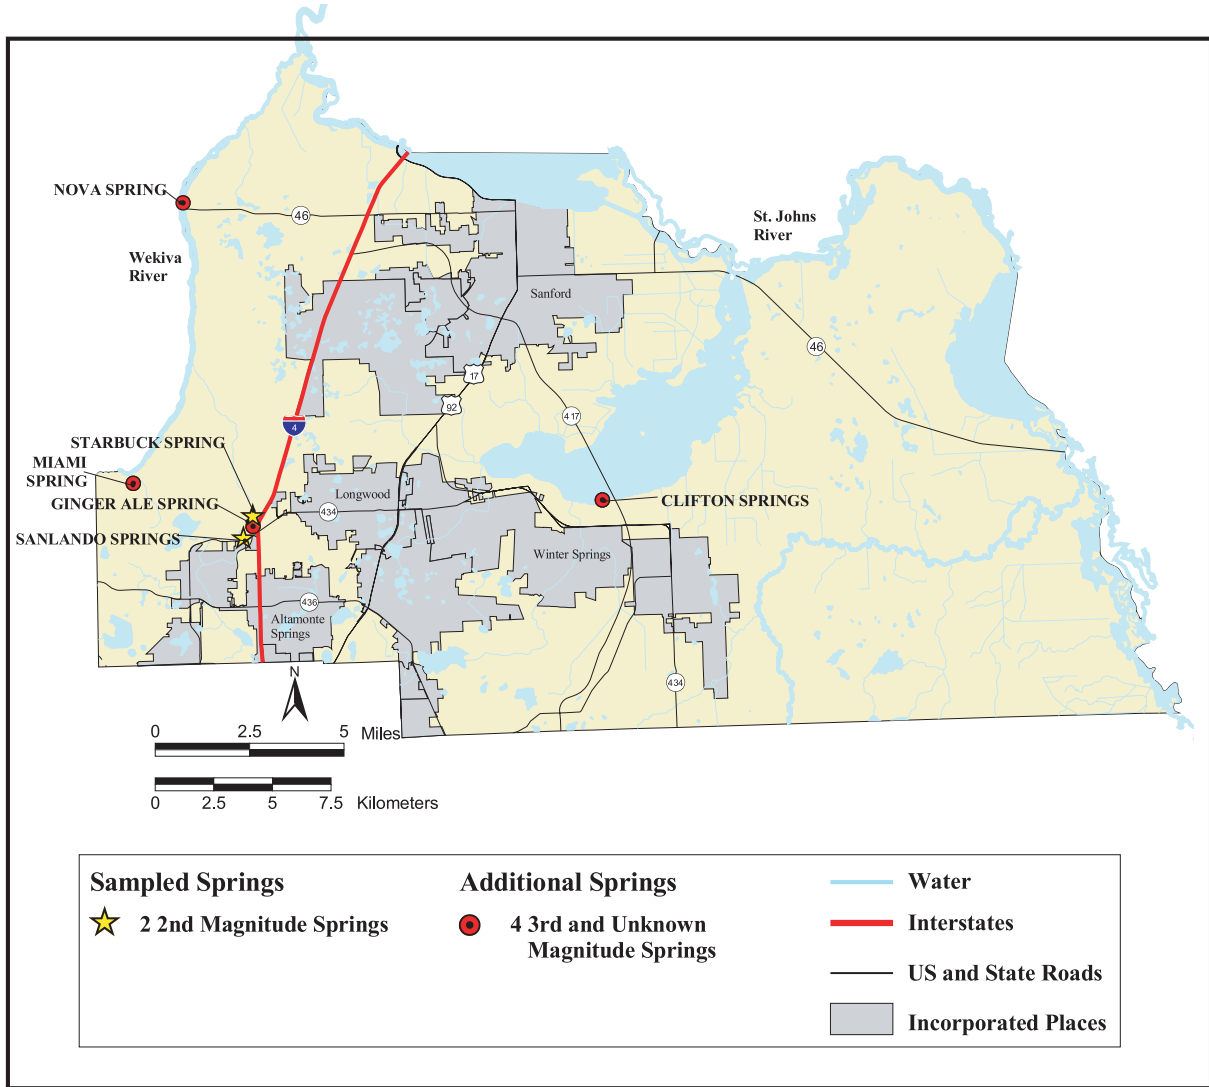 NOVA SPRING
46
St. Johns
River
Wekiva
River
Sanford
46
17
92
417
4
STARBUCK SPRING
MIAMI
SPRING
GINGER ALE SPRING
Longwood
434
CLIFTON SPRINGS
SANLANDO SPRINGS
Winter Springs
436
Altamonte
Springs
434
N
0 2.5 5 Miles
0 2.5 5 7.5 Kilometers
Sampled Springs
2 2nd Magnitude Springs
Additional Springs
4 3rd and Unknown
Magnitude Springs
Water
Interstates
US and State Roads
Incorporated Places